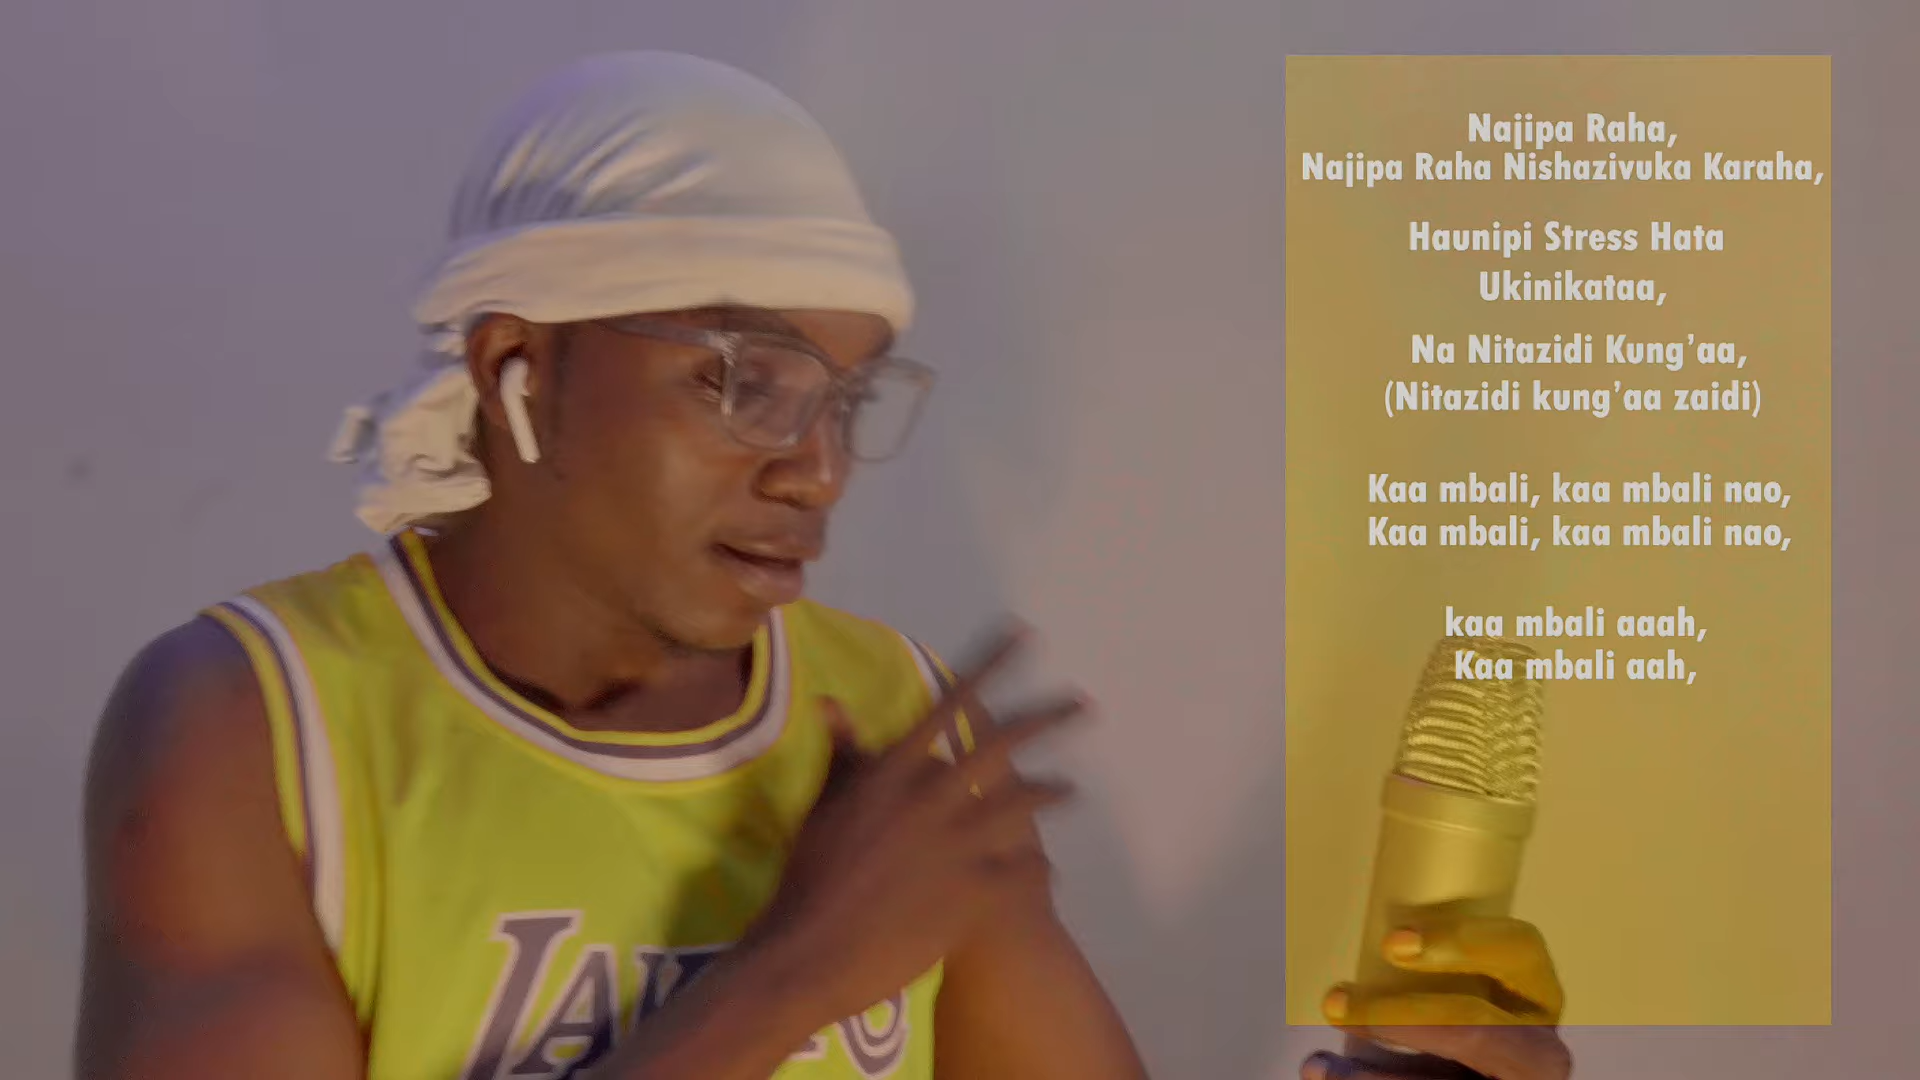 Najipa Raha,
Najipa Raha Nishazivuka Karaha,
Haunipi Stress Hata
Ukinikataa,
Na Nitazidi Kung'aa,
(Nitazidi kung'aa zaidi)
Kaa mbali, kaa mbali nao,
Kaa mbali, kaa mbali nao,
kaa mbali aaah,
Kaa mbali aah,